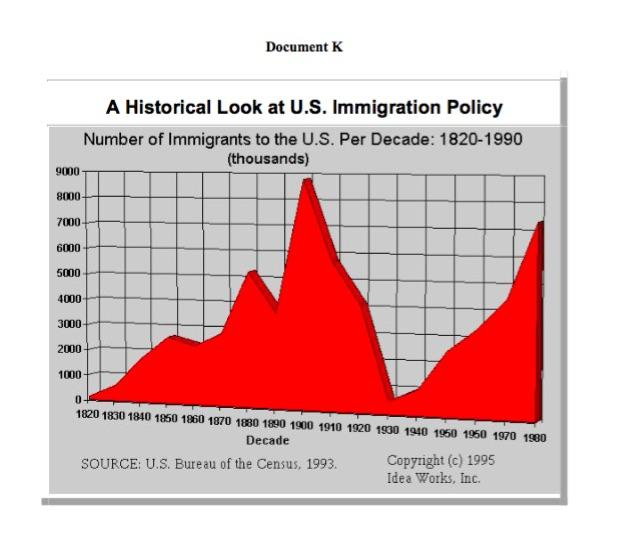 Document K
A Historical Look at U.S. Immigration Policy
Number of Immigrants to the U.S. Per Decade: 1820-1990
(thousands)
9000
8000
7000
6000
5000
4000
3000
2000
1000
0
1820 1830 1840 1850 1860 1870 1880 1890 1900 1910 1920 1930 1940 1950 1950 1970 1980
Decade
SOURCE: U.S. Bureau of the Census, 1993.
Copyright (c) 1995
Idea Works, Inc.